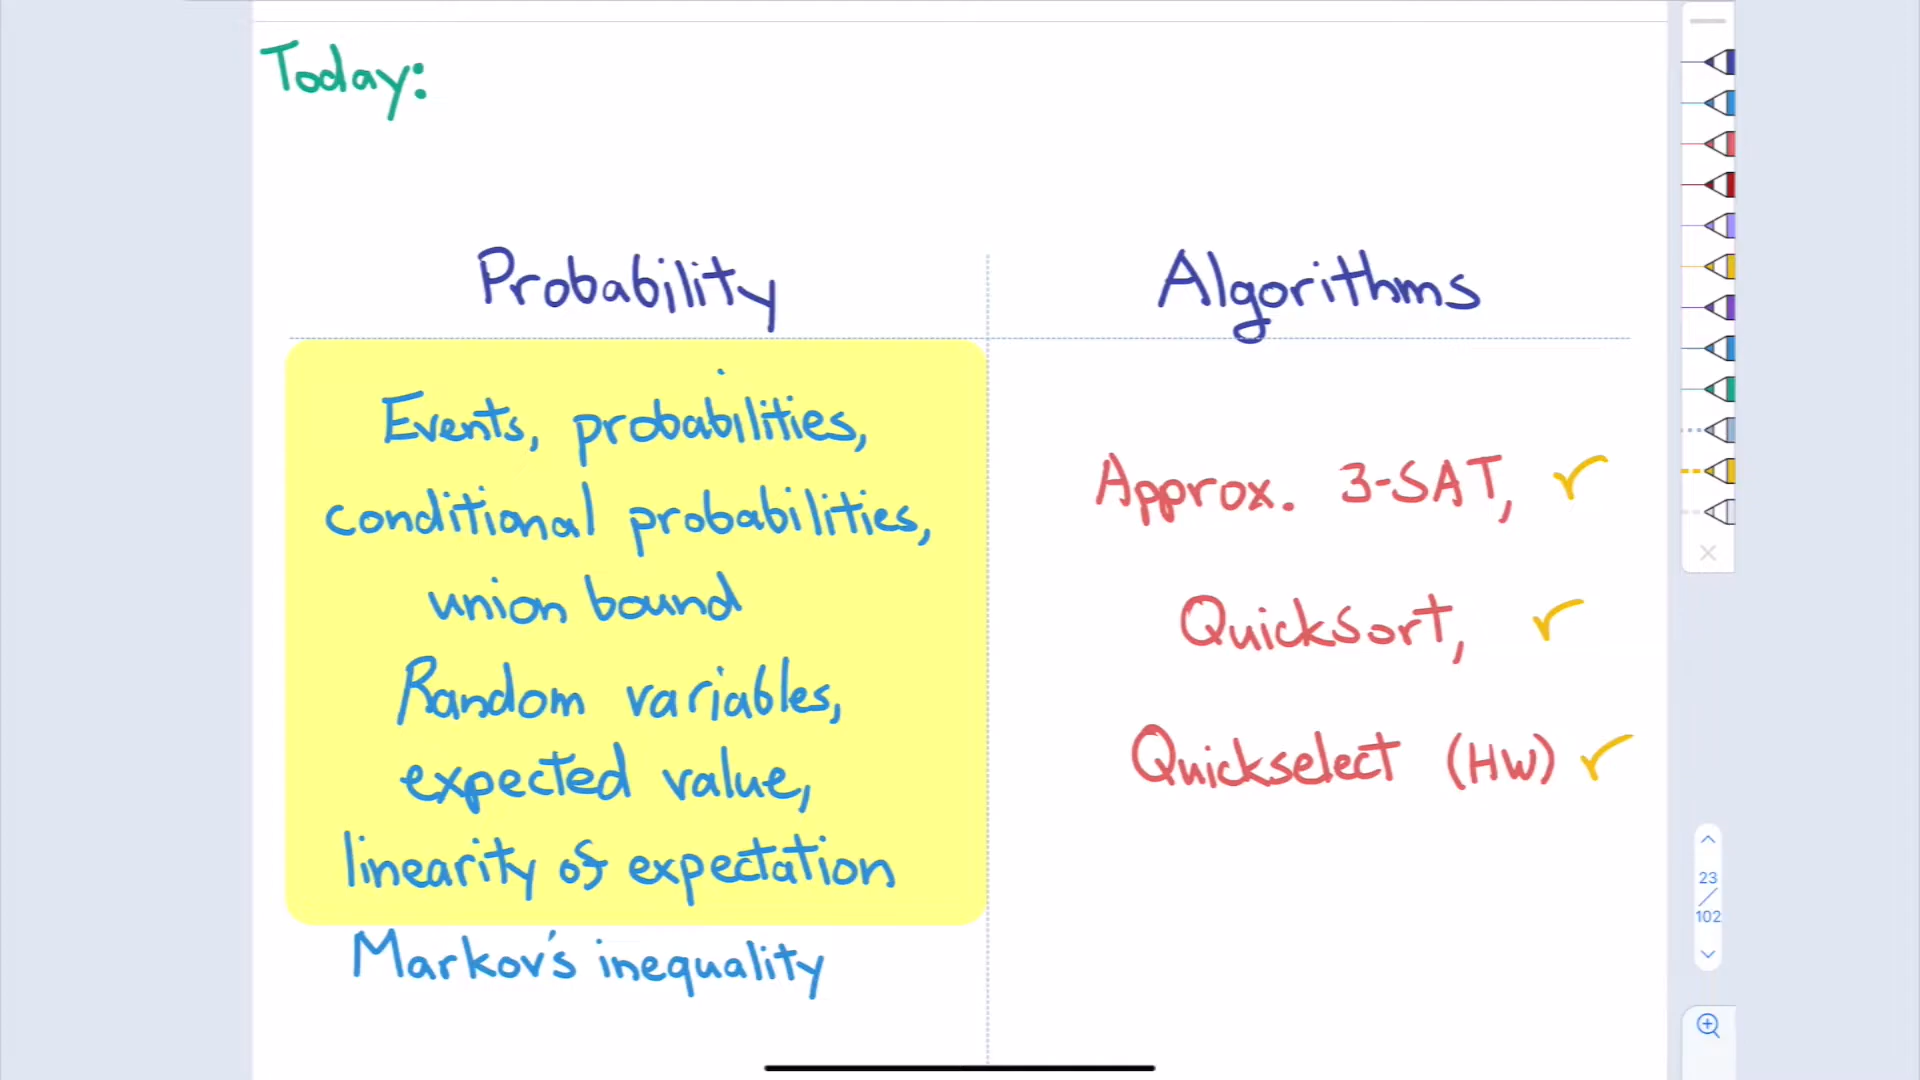 Today:
Probability
Events, probabilities,
conditional probabilities,
union bound
Random variables,
expected value,
linearity of expectation
Markov's inequality
Algorithms
Approx. 3-SAT, ✓
Quicksort, ✓
Quickselect (HW) ✓
23
/
102